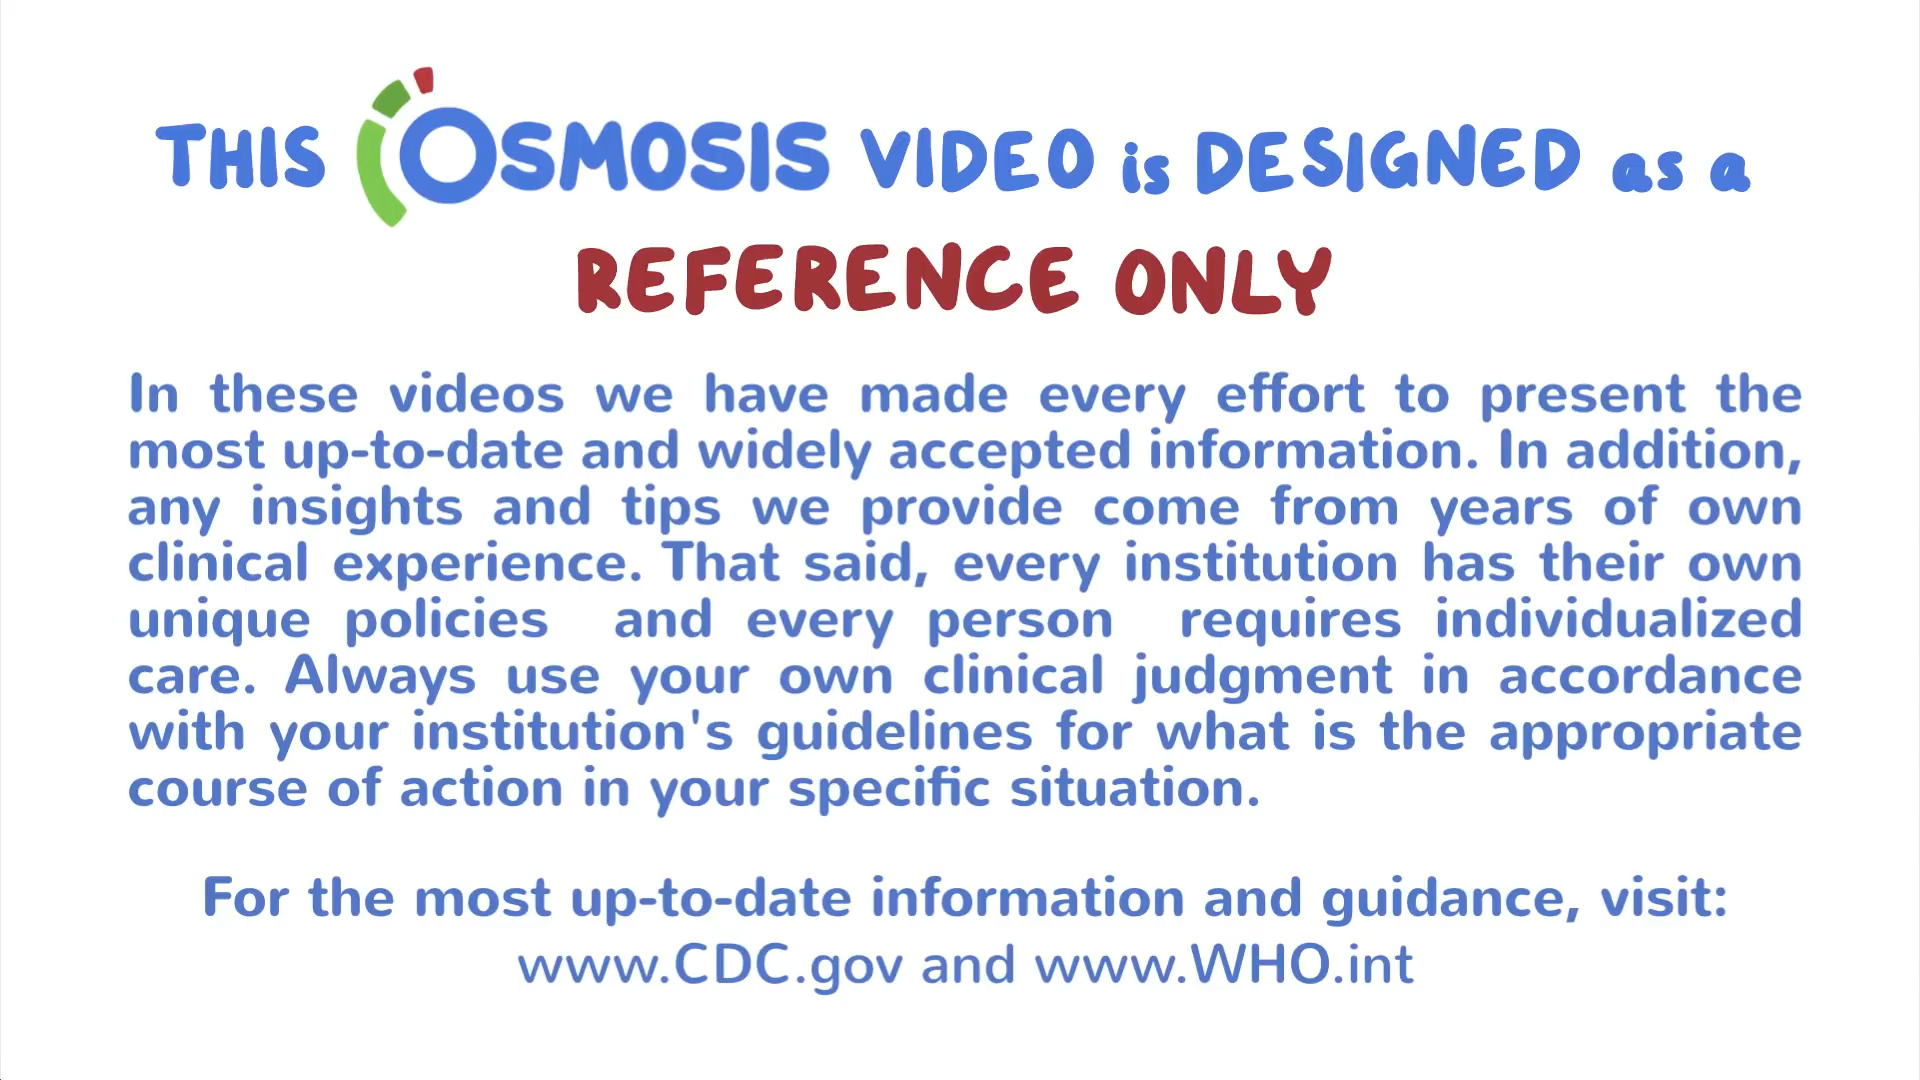 THIS OSMOSIS VIDEO is DESIGNED as a
REFERENCE ONLY
In these videos we have made every effort to present the
most up-to-date and widely accepted information. In addition,
any insights and tips we provide come from years of own
clinical experience. That said, every institution has their own
unique policies and every person requires individualized
care. Always use your own clinical judgment in accordance
with your institution's guidelines for what is the appropriate
course of action in your specific situation.
For the most up-to-date information and guidance, visit:
www.CDC.gov and www.WHO.int